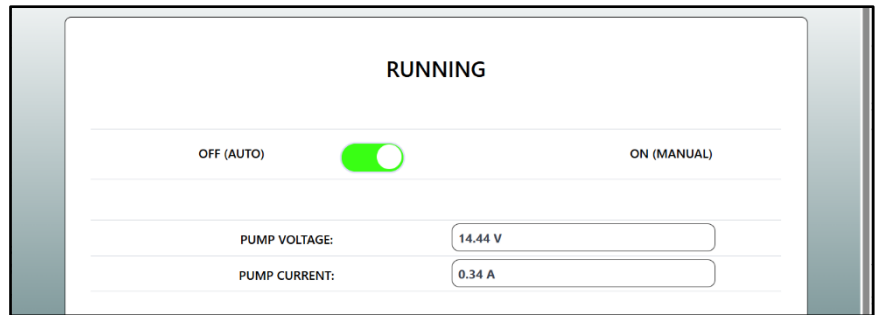 RUNNING
OFF (AUTO) ON (MANUAL)
PUMP VOLTAGE: 14.44 V
PUMP CURRENT: 0.34 A